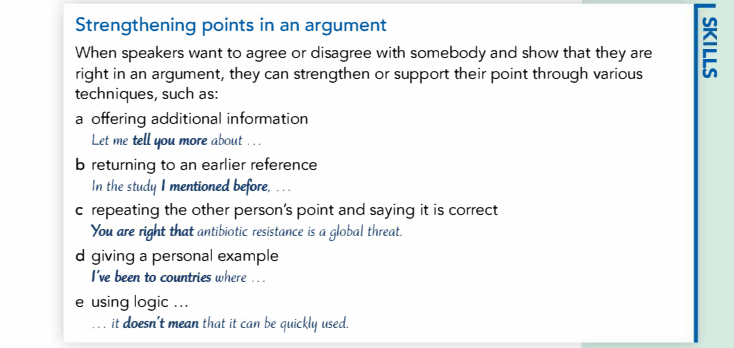 Strengthening points in an argument
When speakers want to agree or disagree with somebody and show that they are
right in an argument, they can strengthen or support their point through various
techniques, such as:
a offering additional information
Let me tell you more about ...
b returning to an earlier reference
In the study I mentioned before, ...
c repeating the other person's point and saying it is correct
You are right that antibiotic resistance is a global threat.
d giving a personal example
I've been to countries where ...
e using logic ...
... it doesn't mean that it can be quickly used.
SKILLS